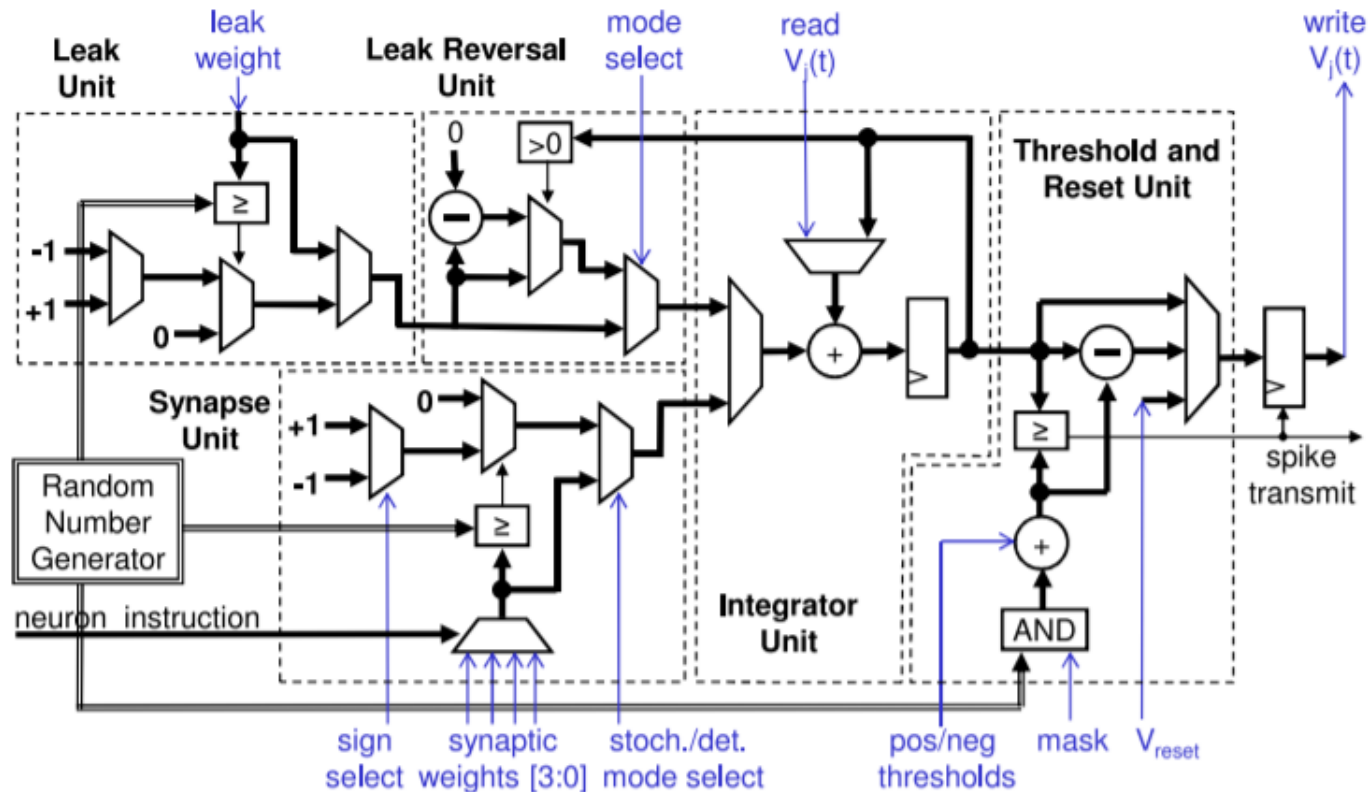 leak
weight
mode
select
read
Vj(t)
write
Vj(t)
Leak
Unit
Leak Reversal
Unit
0
>0
Threshold and
Reset Unit
≥
−
-1
+1
0
+
>
−
>
Synapse
Unit
0
+1
-1
≥
≥
spike
transmit
Random
Number
Generator
+
neuron instruction
Integrator
Unit
AND
sign
select
synaptic
weights [3:0]
stoch./det.
mode select
pos/neg
thresholds
mask
Vreset